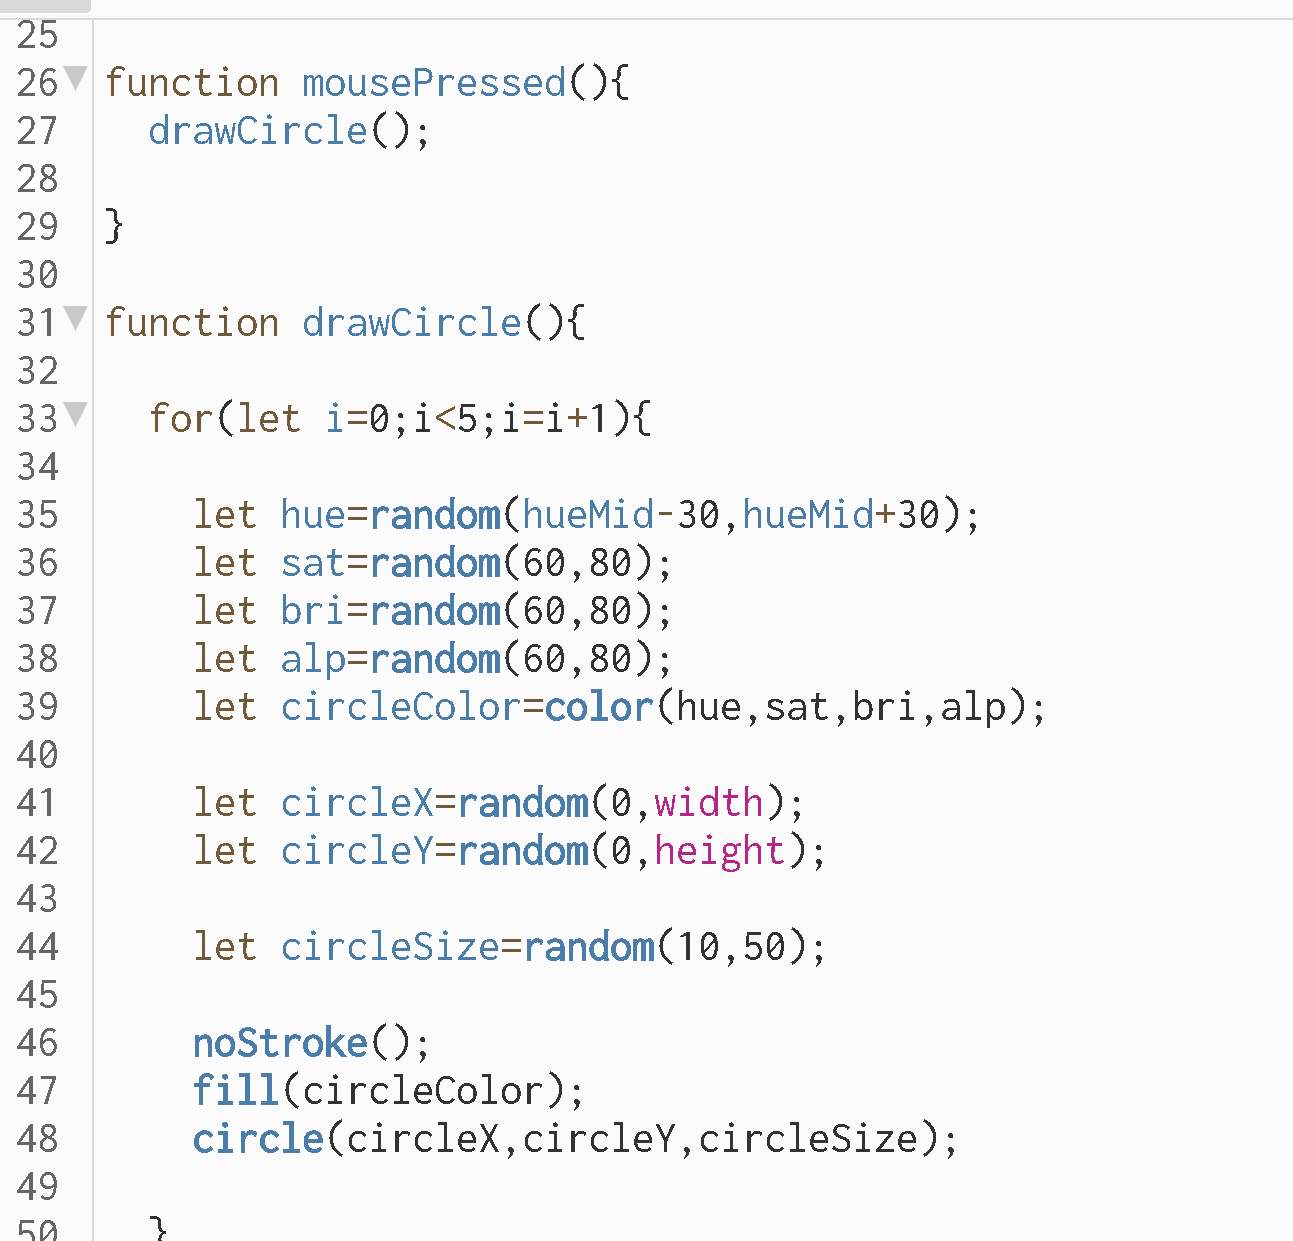 25
26 function mousePressed(){
27 drawCircle();
28
29 }
30
31 function drawCircle(){
32
33 for(let i=0;i<5;i=i+1){
34
35 let hue=random(hueMid-30,hueMid+30);
36 let sat=random(60,80);
37 let bri=random(60,80);
38 let alp=random(60,80);
39 let circleColor=color(hue,sat,bri,alp);
40
41 let circleX=random(0,width);
42 let circleY=random(0,height);
43
44 let circleSize=random(10,50);
45
46 noStroke();
47 fill(circleColor);
48 circle(circleX,circleY,circleSize);
49
50 }